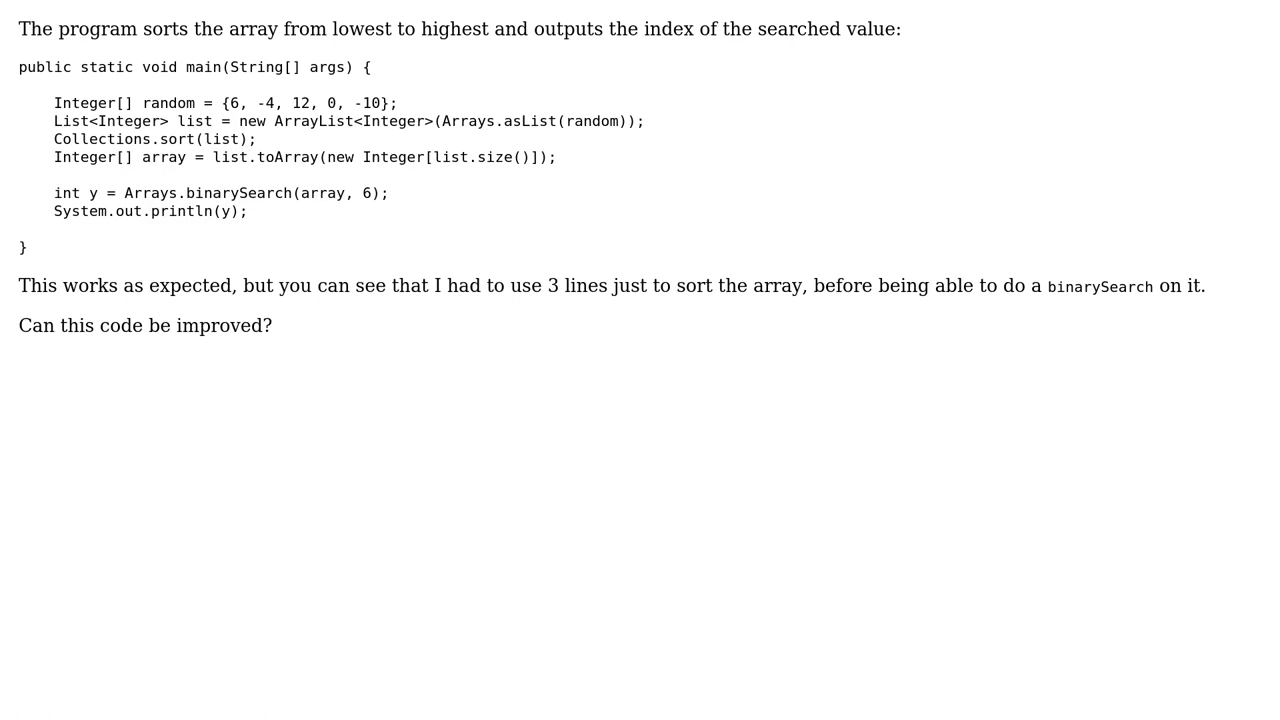 The program sorts the array from lowest to highest and outputs the index of the searched value:
public static void main(String[] args) {
    Integer[] random = {6, -4, 12, 0, -10};
    List<Integer> list = new ArrayList<Integer>(Arrays.asList(random));
    Collections.sort(list);
    Integer[] array = list.toArray(new Integer[list.size()]);
    int y = Arrays.binarySearch(array, 6);
    System.out.println(y);
}
This works as expected, but you can see that I had to use 3 lines just to sort the array, before being able to do a binarySearch on it.
Can this code be improved?